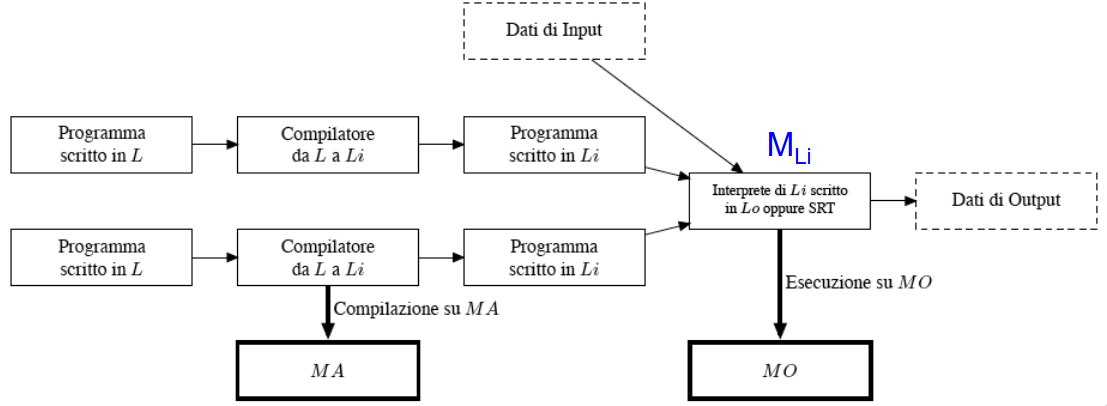 Dati di Input
Programma
scritto in L
Compilatore
da L a Li
Programma
scritto in Li
MLi
Interprete di Li scritto
in Lo oppure SRT
Dati di Output
Programma
scritto in L
Compilatore
da L a Li
Programma
scritto in Li
Compilazione su MA
Esecuzione su MO
MA
MO